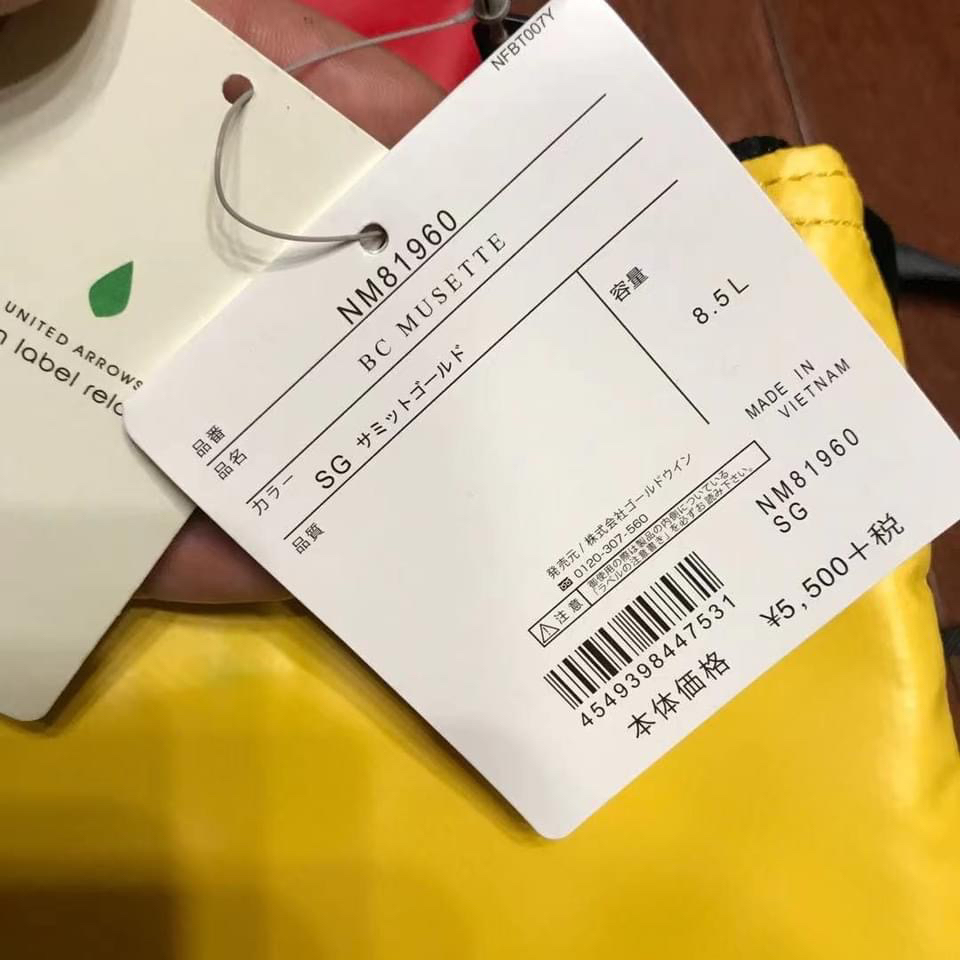 UNITED ARROWS
label
NFBT007Y
品番 NM81960
品名 BC MUSETTE
カラー SG サミットゴールド
品質
容量
8.5L
MADE IN
VIETNAM
発売元/株式会社ゴールドウイン
0120-307-560
注意
御使用の際は製品の内側についている
「ラベルの注意書き」を必ずお読み下さい。
NM81960
SG
4549398447531
本体価格 ¥5,500+税